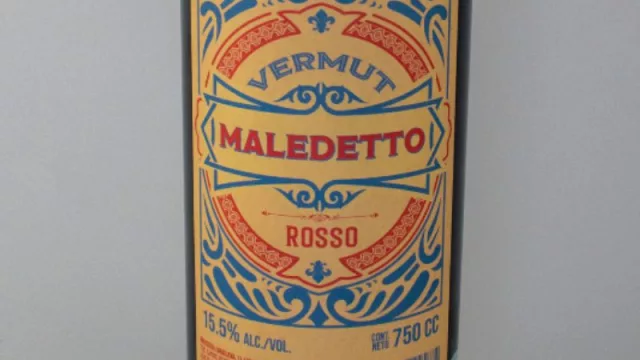 VERMUT
MALEDETTO
ROSSO
15.5% ALC./VOL.
CONT. NETO 750 CC